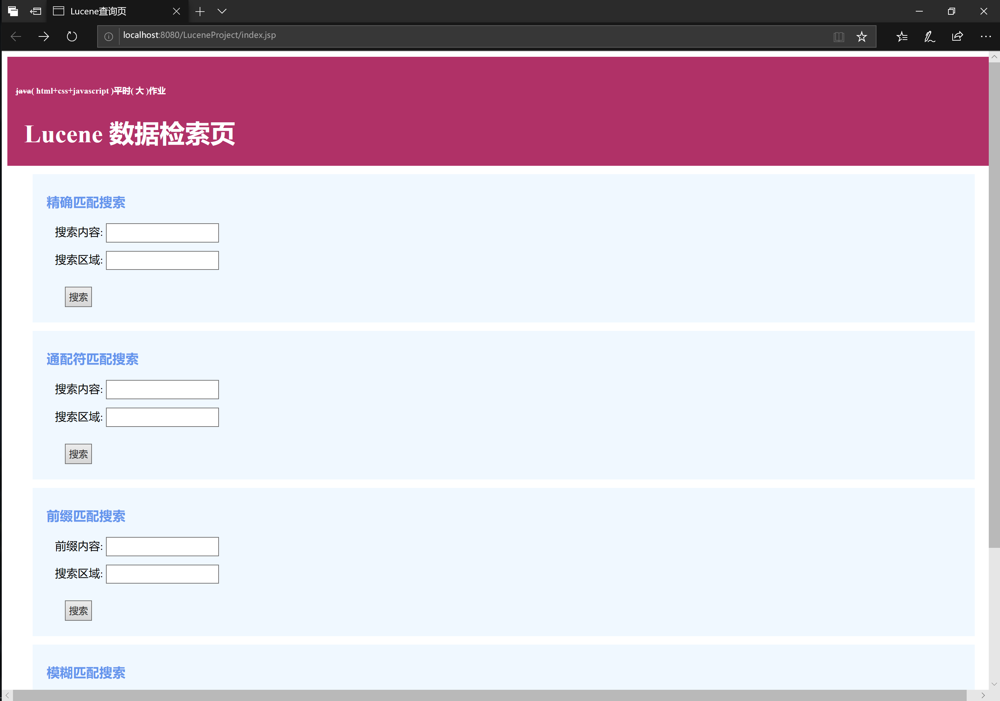 Lucene查询页
localhost:8080/LuceneProject/index.jsp
java( html+css+javascript )平时( 大 )作业
Lucene 数据检索页
精确匹配搜索
搜索内容:
搜索区域:
搜索
通配符匹配搜索
搜索内容:
搜索区域:
搜索
前缀匹配搜索
前缀内容:
搜索区域:
搜索
模糊匹配搜索